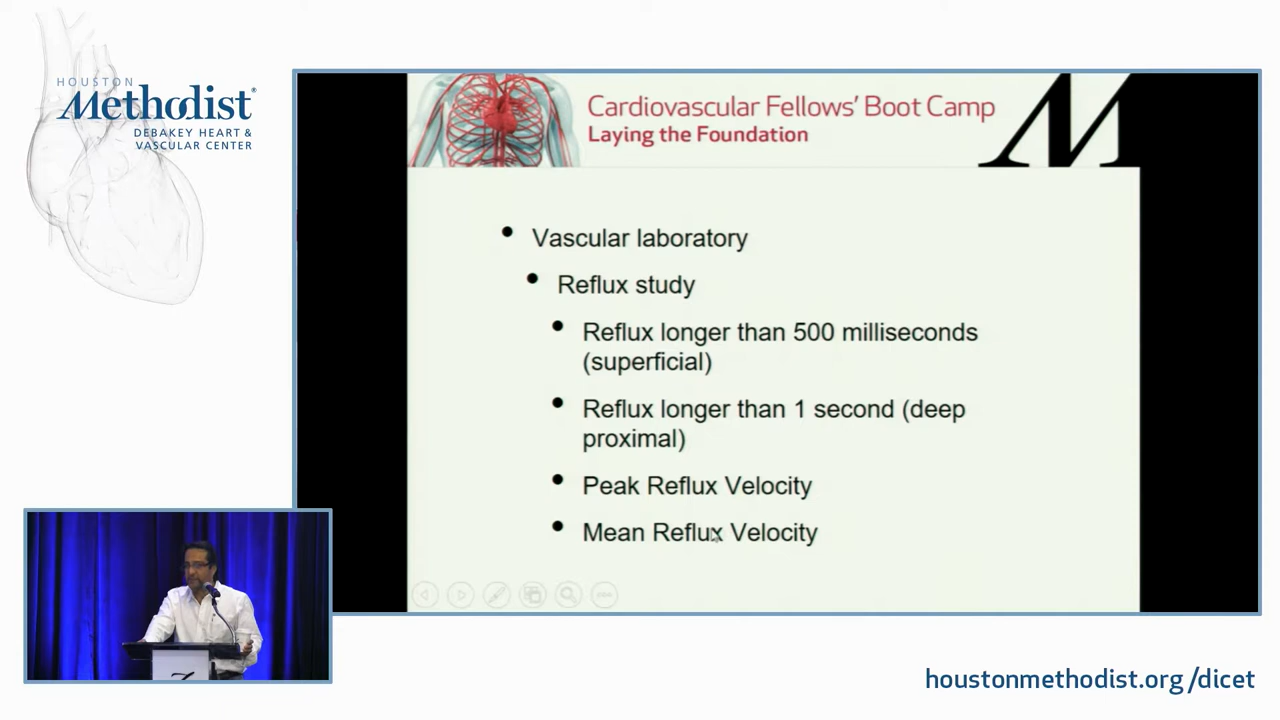 HOUSTON
Methodist®
DEBAKEY HEART &
VASCULAR CENTER
Cardiovascular Fellows' Boot Camp
Laying the Foundation
M
• Vascular laboratory
• Reflux study
• Reflux longer than 500 milliseconds
(superficial)
• Reflux longer than 1 second (deep
proximal)
• Peak Reflux Velocity
• Mean Reflux Velocity
houstonmethodist.org/dicet